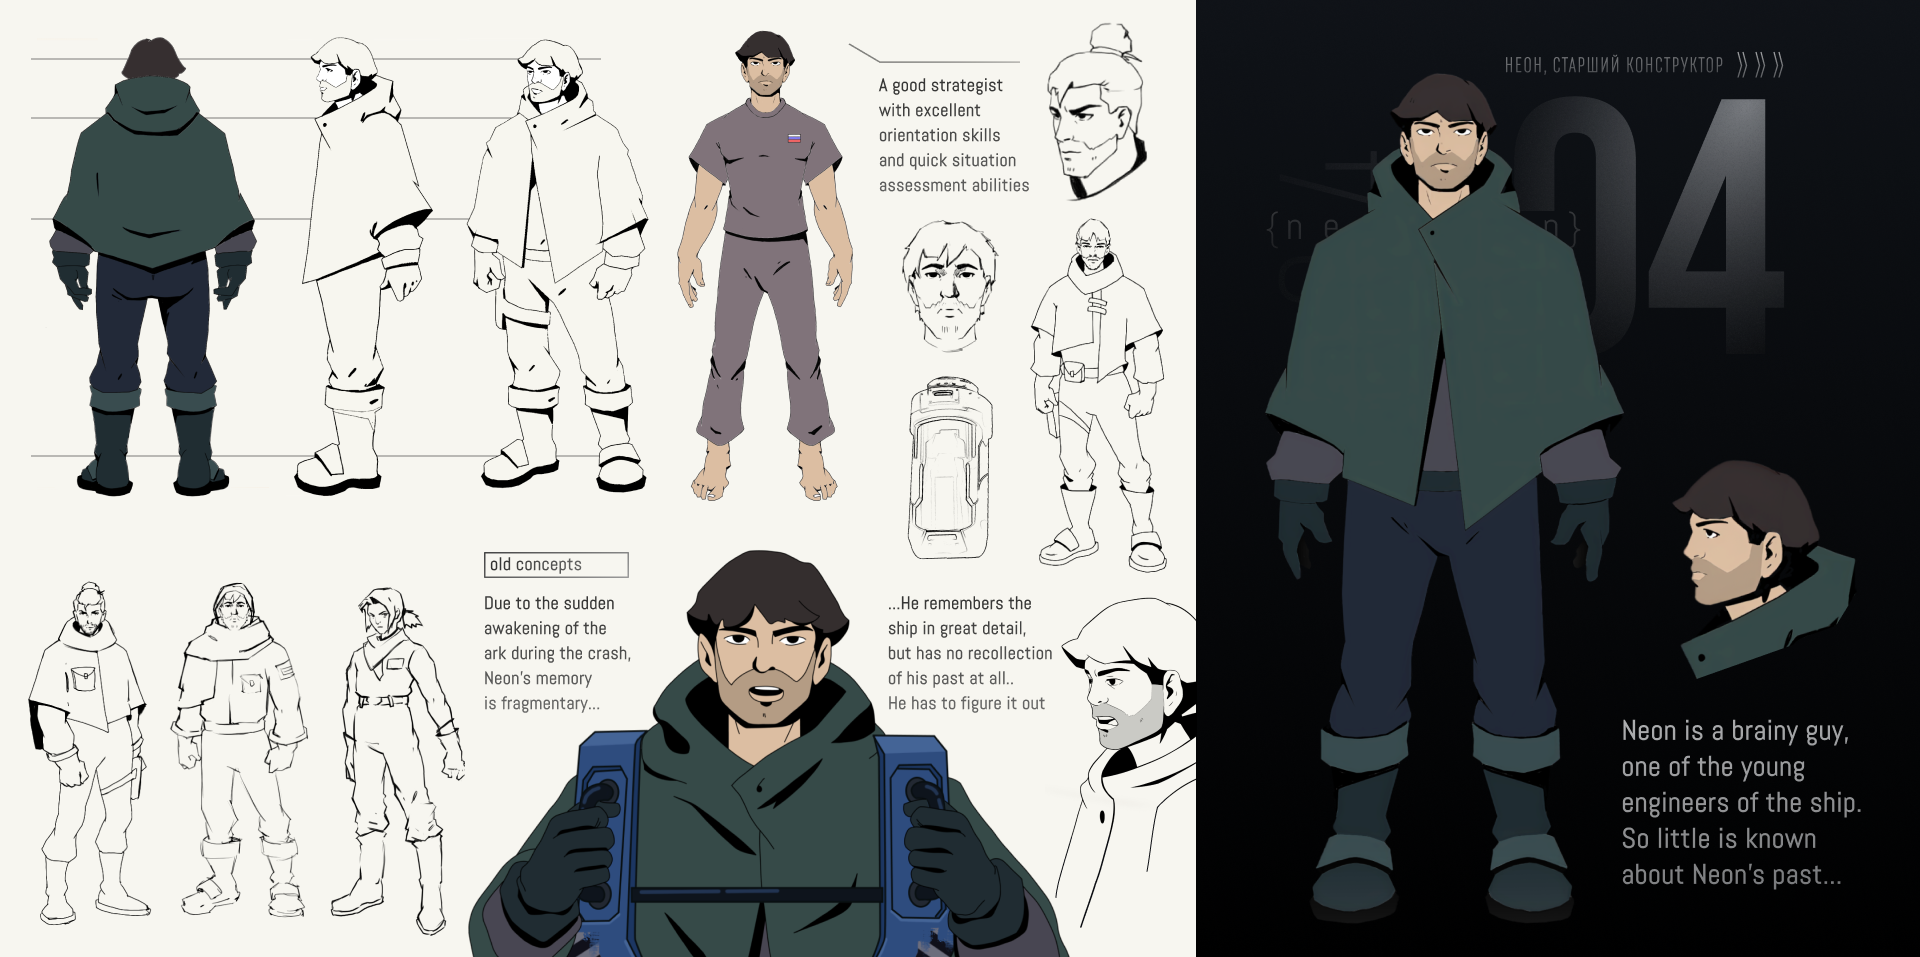 A good strategist
with excellent
orientation skills
and quick situation
assessment abilities
old concepts
Due to the sudden
awakening of the
ark during the crash,
Neon's memory
is fragmentary...
...He remembers the
ship in great detail,
but has no recollection
of his past at all..
He has to figure it out
НЕОН, СТАРШИЙ КОНСТРУКТОР
04
{n e n}
Neon is a brainy guy,
one of the young
engineers of the ship.
So little is known
about Neon's past...